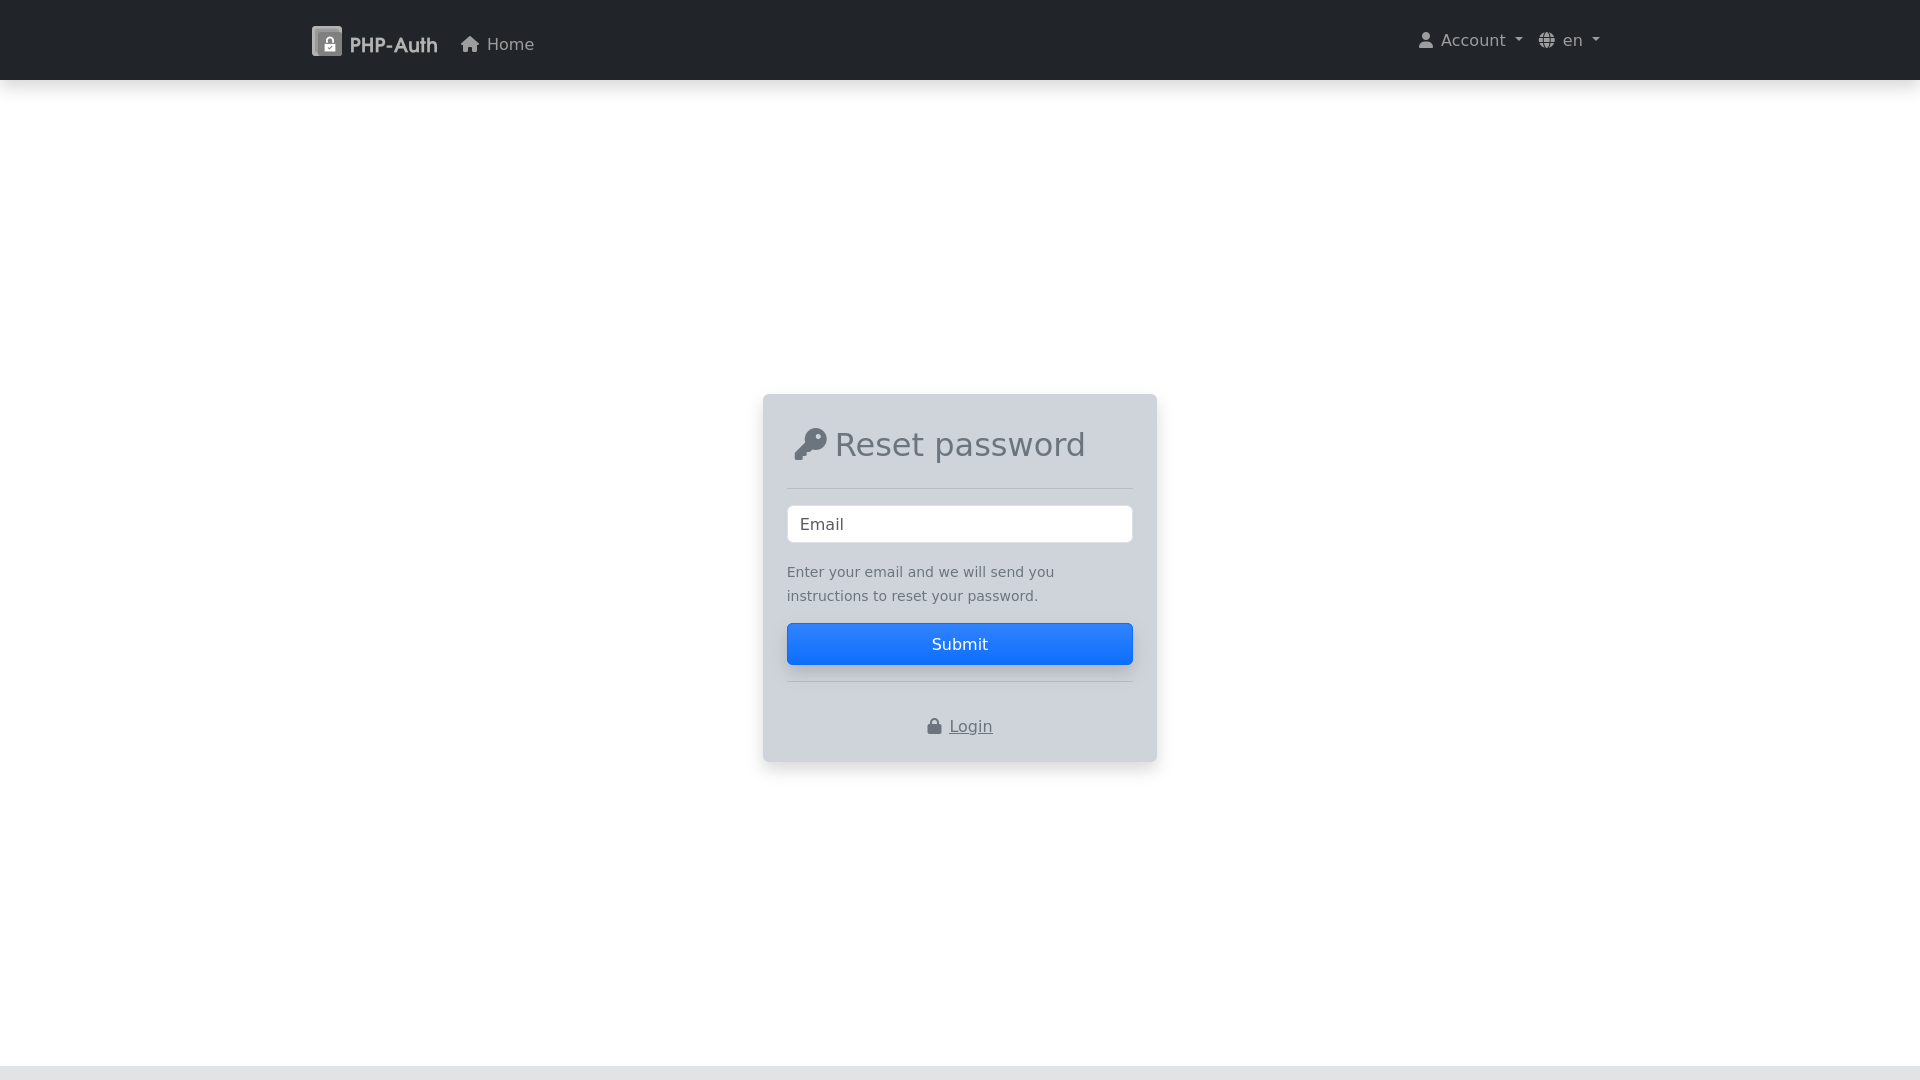 PHP-Auth
Home
Account
en
Reset password
Email
Enter your email and we will send you
instructions to reset your password.
Submit
Login